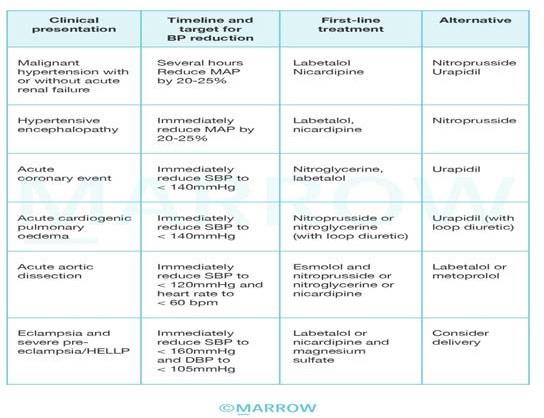 Clinical presentation
Timeline and target for BP reduction
First-line treatment
Alternative
Malignant
hypertension with
or without acute
renal failure
Several hours
Reduce MAP
by 20-25%
Labetalol
Nicardipine
Nitroprusside
Urapidil
Hypertensive
encephalopathy
Immediately
reduce MAP by
20-25%
Labetalol,
nicardipine
Nitroprusside
Acute
coronary event
Immediately
reduce SBP to
< 140mmHg
Nitroglycerine,
labetalol
Urapidil
Acute cardiogenic
pulmonary
oedema
Immediately
reduce SBP to
< 140mmHg
Nitroprusside or
nitroglycerine
(with loop diuretic)
Urapidil (with
loop diuretic)
Acute aortic
dissection
Immediately
reduce SBP to
< 120mmHg and
heart rate to
< 60 bpm
Esmolol and
nitroprusside or
nitroglycerine or
nicardipine
Labetalol or
metoprolol
Eclampsia and
severe pre-
eclampsia/HELLP
Immediately
reduce SBP to
< 160mmHg
and DBP to
< 105mmHg
Labetalol or
nicardipine and
magnesium
sulfate
Consider
delivery
MARROW
©MARROW